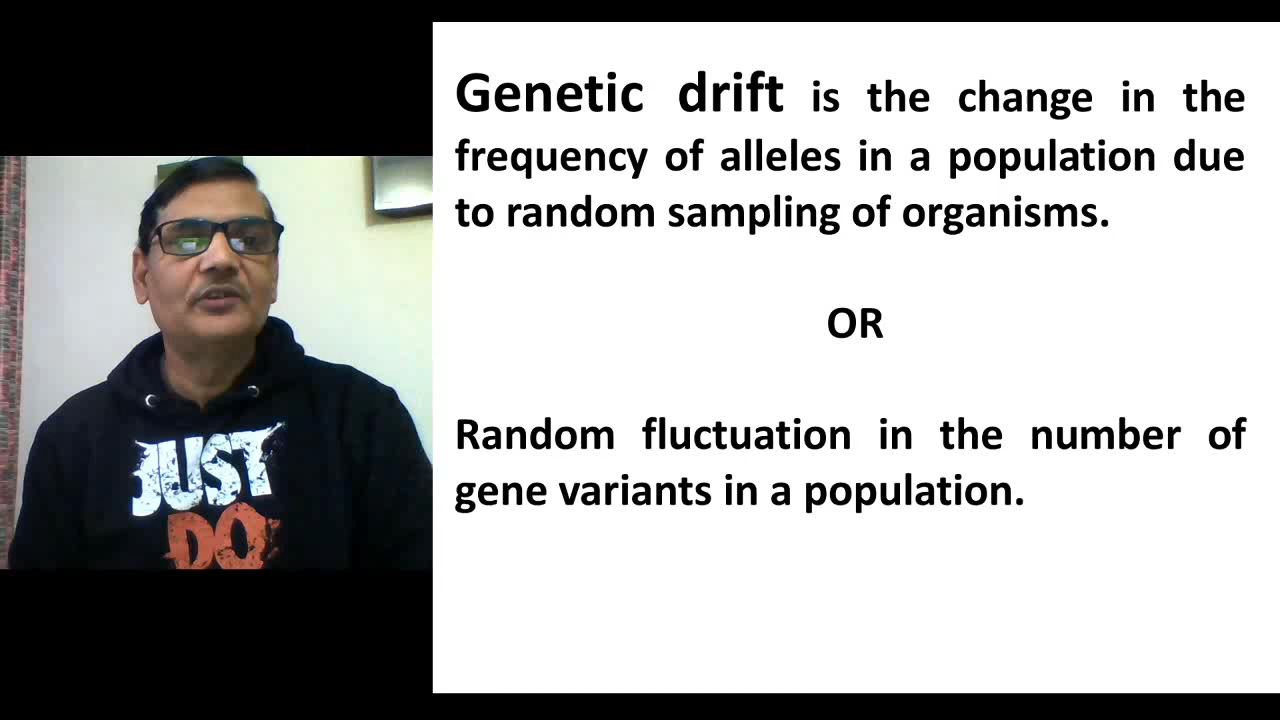 Genetic drift is the change in the
frequency of alleles in a population due
to random sampling of organisms.
OR
Random fluctuation in the number of
gene variants in a population.
JUST
DO